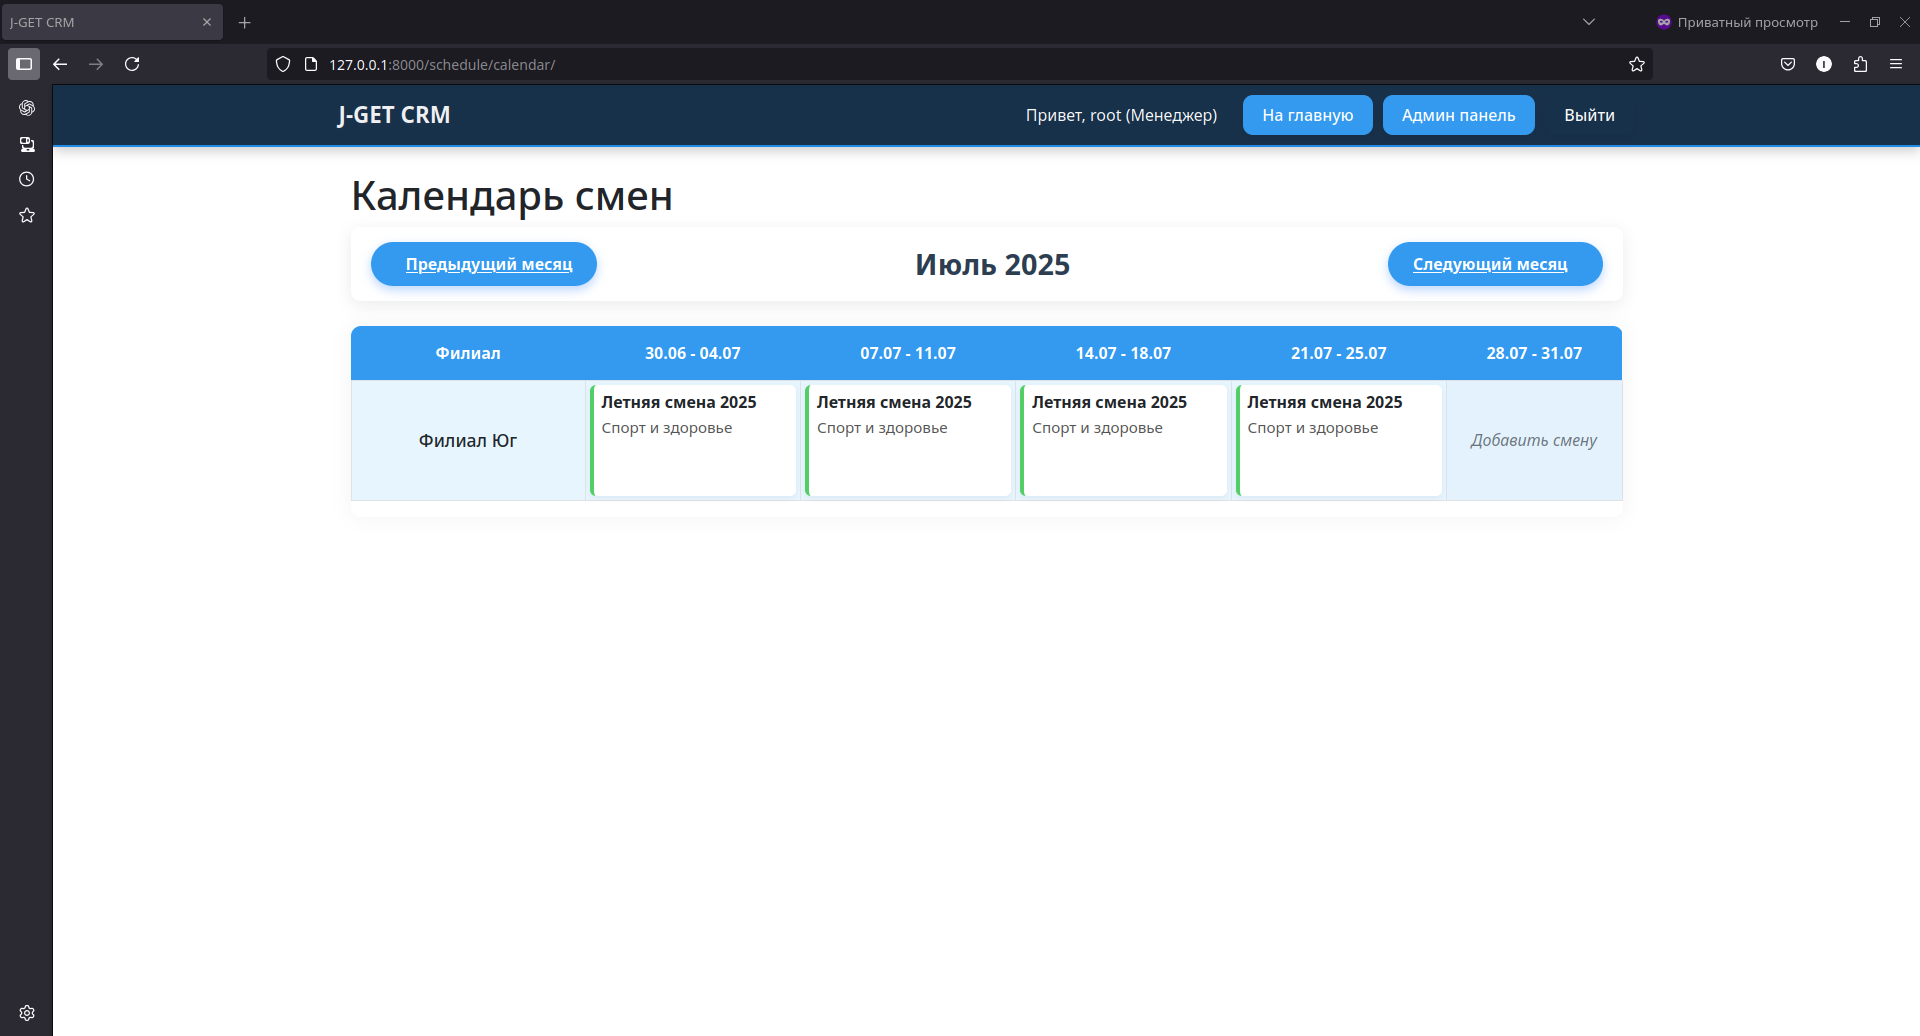 J-GET CRM
Приватный просмотр
127.0.0.1:8000/schedule/calendar/
J-GET CRM
Привет, root (Менеджер)
На главную
Админ панель
Выйти
Календарь смен
Предыдущий месяц
Июль 2025
Следующий месяц
Филиал
30.06 - 04.07
07.07 - 11.07
14.07 - 18.07
21.07 - 25.07
28.07 - 31.07
Филиал Юг
Летняя смена 2025
Спорт и здоровье
Летняя смена 2025
Спорт и здоровье
Летняя смена 2025
Спорт и здоровье
Летняя смена 2025
Спорт и здоровье
Добавить смену